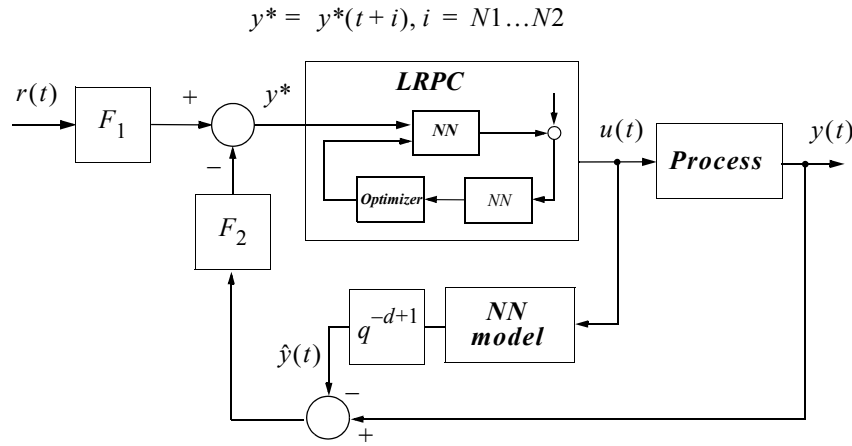 y* = y*(t + i), i = N1…N2
LRPC
r(t)
F₁
+
−
y*
NN
u(t)
Process
y(t)
Optimizer
NN
F₂
q⁻ᵈ⁺¹
NN
model
ŷ(t)
−
+